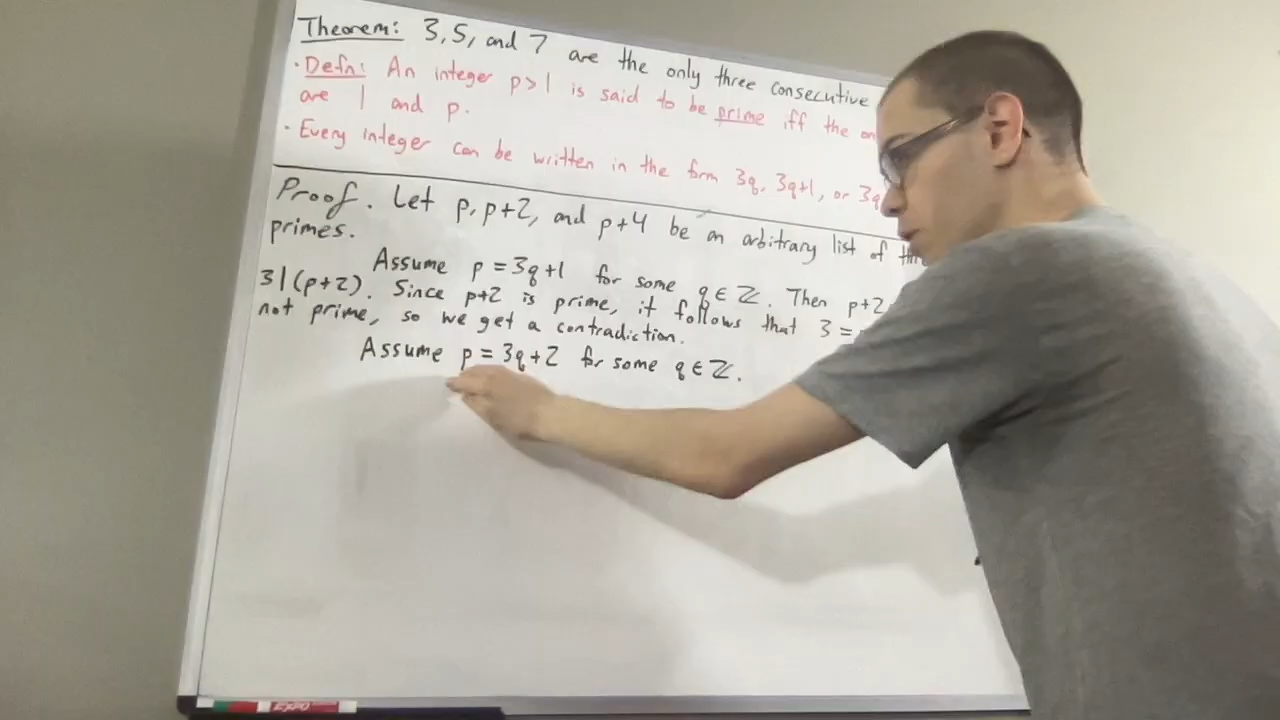 Theorem: 3, 5, and 7 are the only three consecutive
• Defn: An integer p>1 is said to be prime iff the
are 1 and p.
• Every integer can be written in the form 3q, 3q+1, or
Proof. Let p, p+2, and p+4 be an arbitrary list of
primes.
Assume p = 3q+1 for some q ∈ ℤ. Then p+2
3|(p+2). Since p+2 is prime, it follows that 3 =
not prime, so we get a contradiction.
Assume p = 3q+2 for some q ∈ ℤ.
EXPO